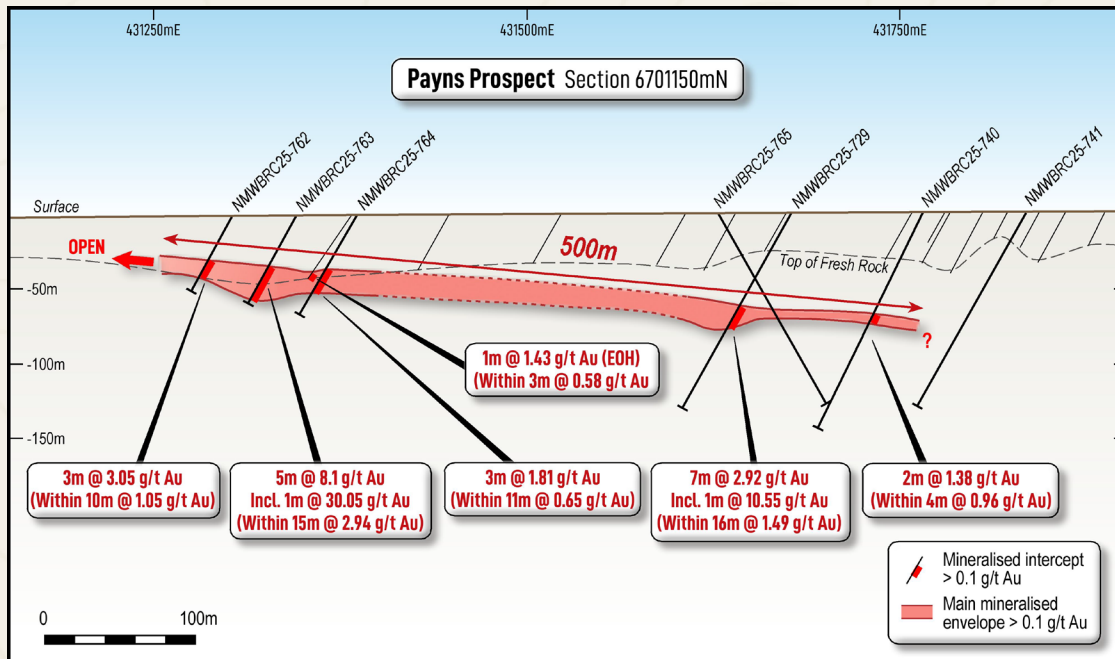 431250mE
431500mE
431750mE
Payns Prospect Section 6701150mN
NMWBRC25-762
NMWBRC25-763
NMWBRC25-764
NMWBRC25-765
NMWBRC25-729
NMWBRC25-740
NMWBRC25-741
Surface
OPEN
500m
Top of Fresh Rock
-50m
?
1m @ 1.43 g/t Au (EOH)
(Within 3m @ 0.58 g/t Au
-100m
-150m
3m @ 3.05 g/t Au
(Within 10m @ 1.05 g/t Au)
5m @ 8.1 g/t Au
Incl. 1m @ 30.05 g/t Au
(Within 15m @ 2.94 g/t Au)
3m @ 1.81 g/t Au
(Within 11m @ 0.65 g/t Au)
7m @ 2.92 g/t Au
Incl. 1m @ 10.55 g/t Au
(Within 16m @ 1.49 g/t Au)
2m @ 1.38 g/t Au
(Within 4m @ 0.96 g/t Au)
Mineralised intercept
> 0.1 g/t Au
Main mineralised
envelope > 0.1 g/t Au
0
100m